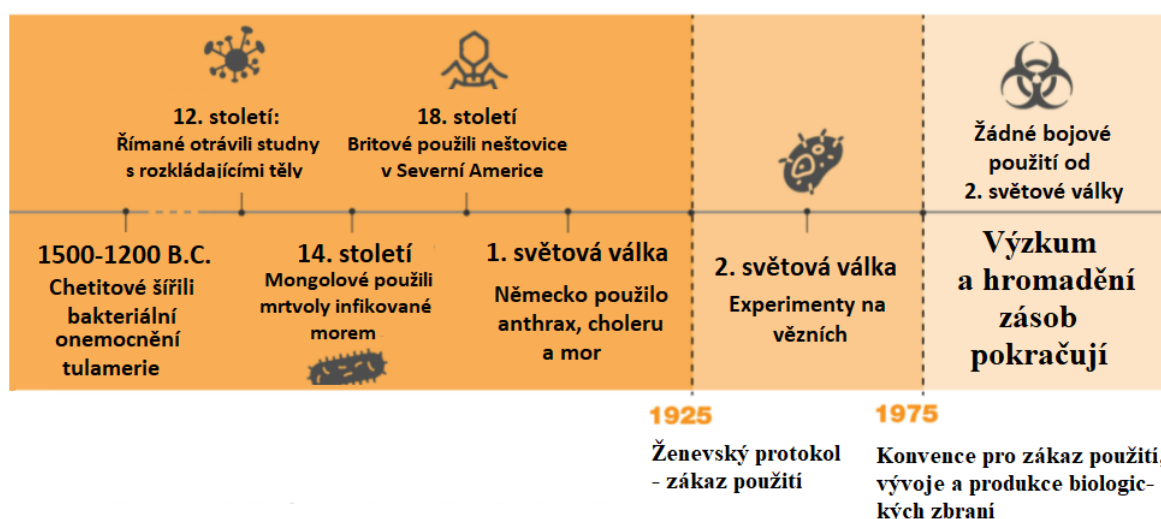 12. století:
Římané otrávili studny
s rozkládajícími těly
18. století
Britové použili neštovice
v Severní Americe
Žádné bojové
použití od
2. světové války
1500-1200 B.C.
Chetitové šířili
bakteriální
onemocnění
tulamerie
14. století
Mongolové použili
mrtvoly infikované
morem
1. světová válka
Německo použilo
anthrax, choleru
a mor
2. světová válka
Experimenty na
vězních
Výzkum
a hromadění
zásob
pokračují
1925
Ženevský protokol
- zákaz použití
1975
Konvence pro zákaz použití,
vývoje a produkce biologic-
kých zbraní